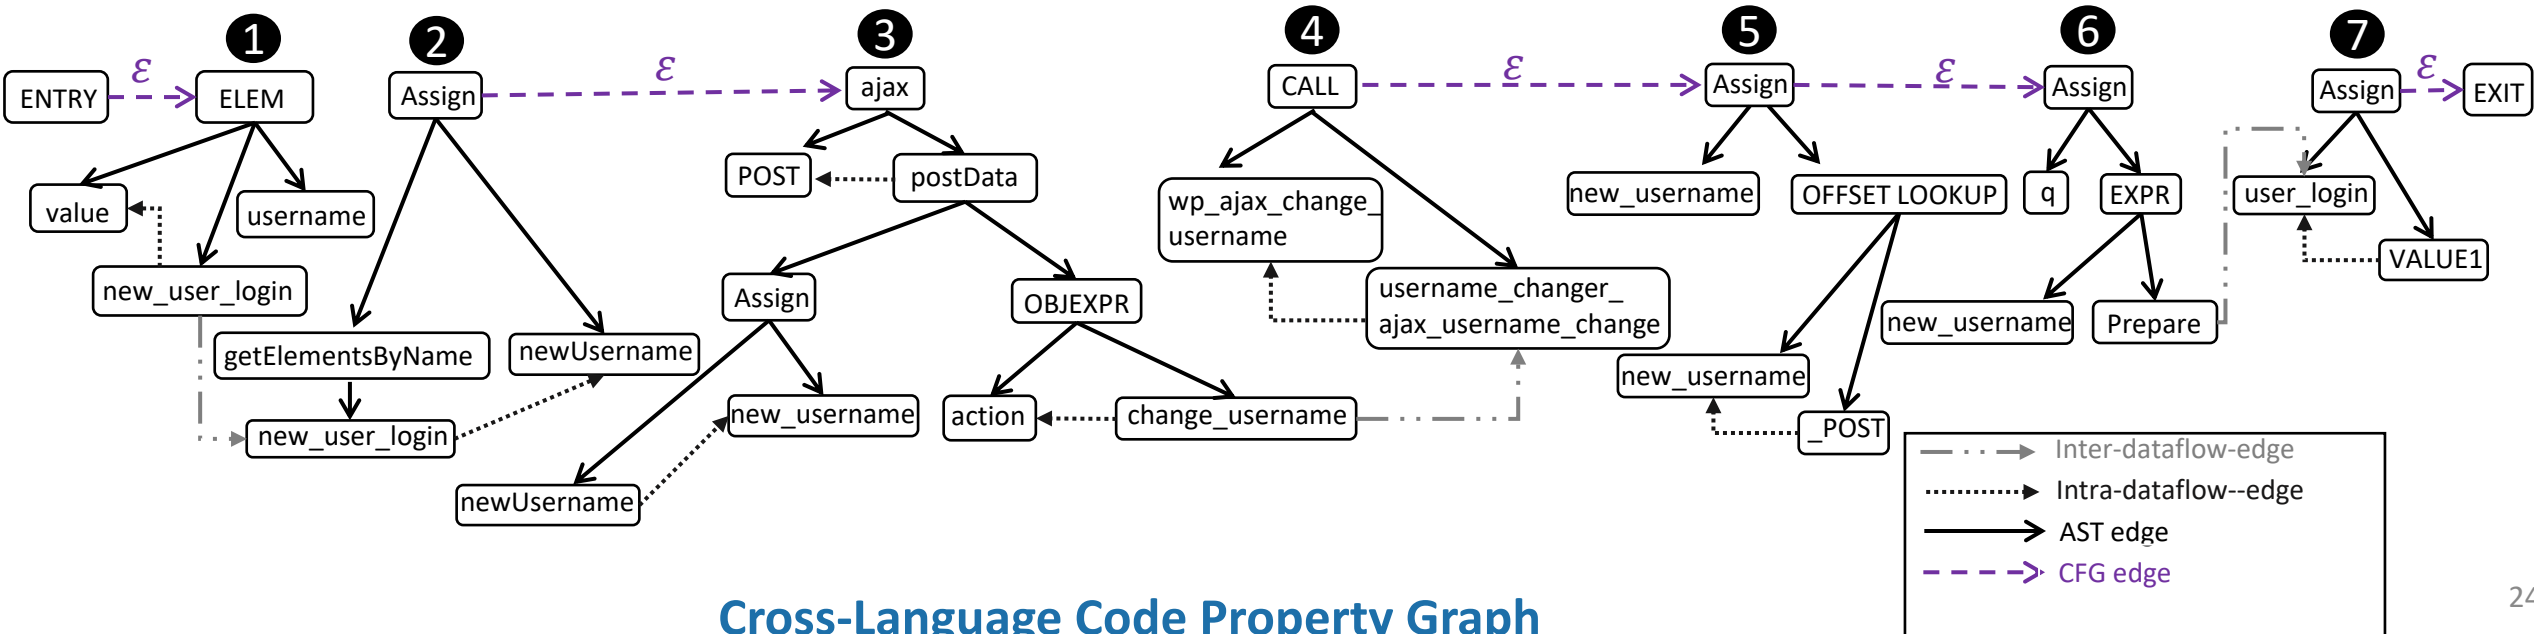 1
2
3
4
5
6
7
ENTRY
ε
ELEM
Assign
ε
ajax
CALL
ε
Assign
ε
Assign
Assign
ε
EXIT
value
username
new_user_login
getElementsByName
newUsername
new_user_login
POST
postData
Assign
OBJEXPR
newUsername
new_username
action
change_username
wp_ajax_change_
username
username_changer_
ajax_username_change
new_username
OFFSET LOOKUP
new_username
_POST
q
EXPR
new_username
Prepare
user_login
VALUE1
Inter-dataflow-edge
Intra-dataflow--edge
AST edge
CFG edge
Cross-Language Code Property Graph
24